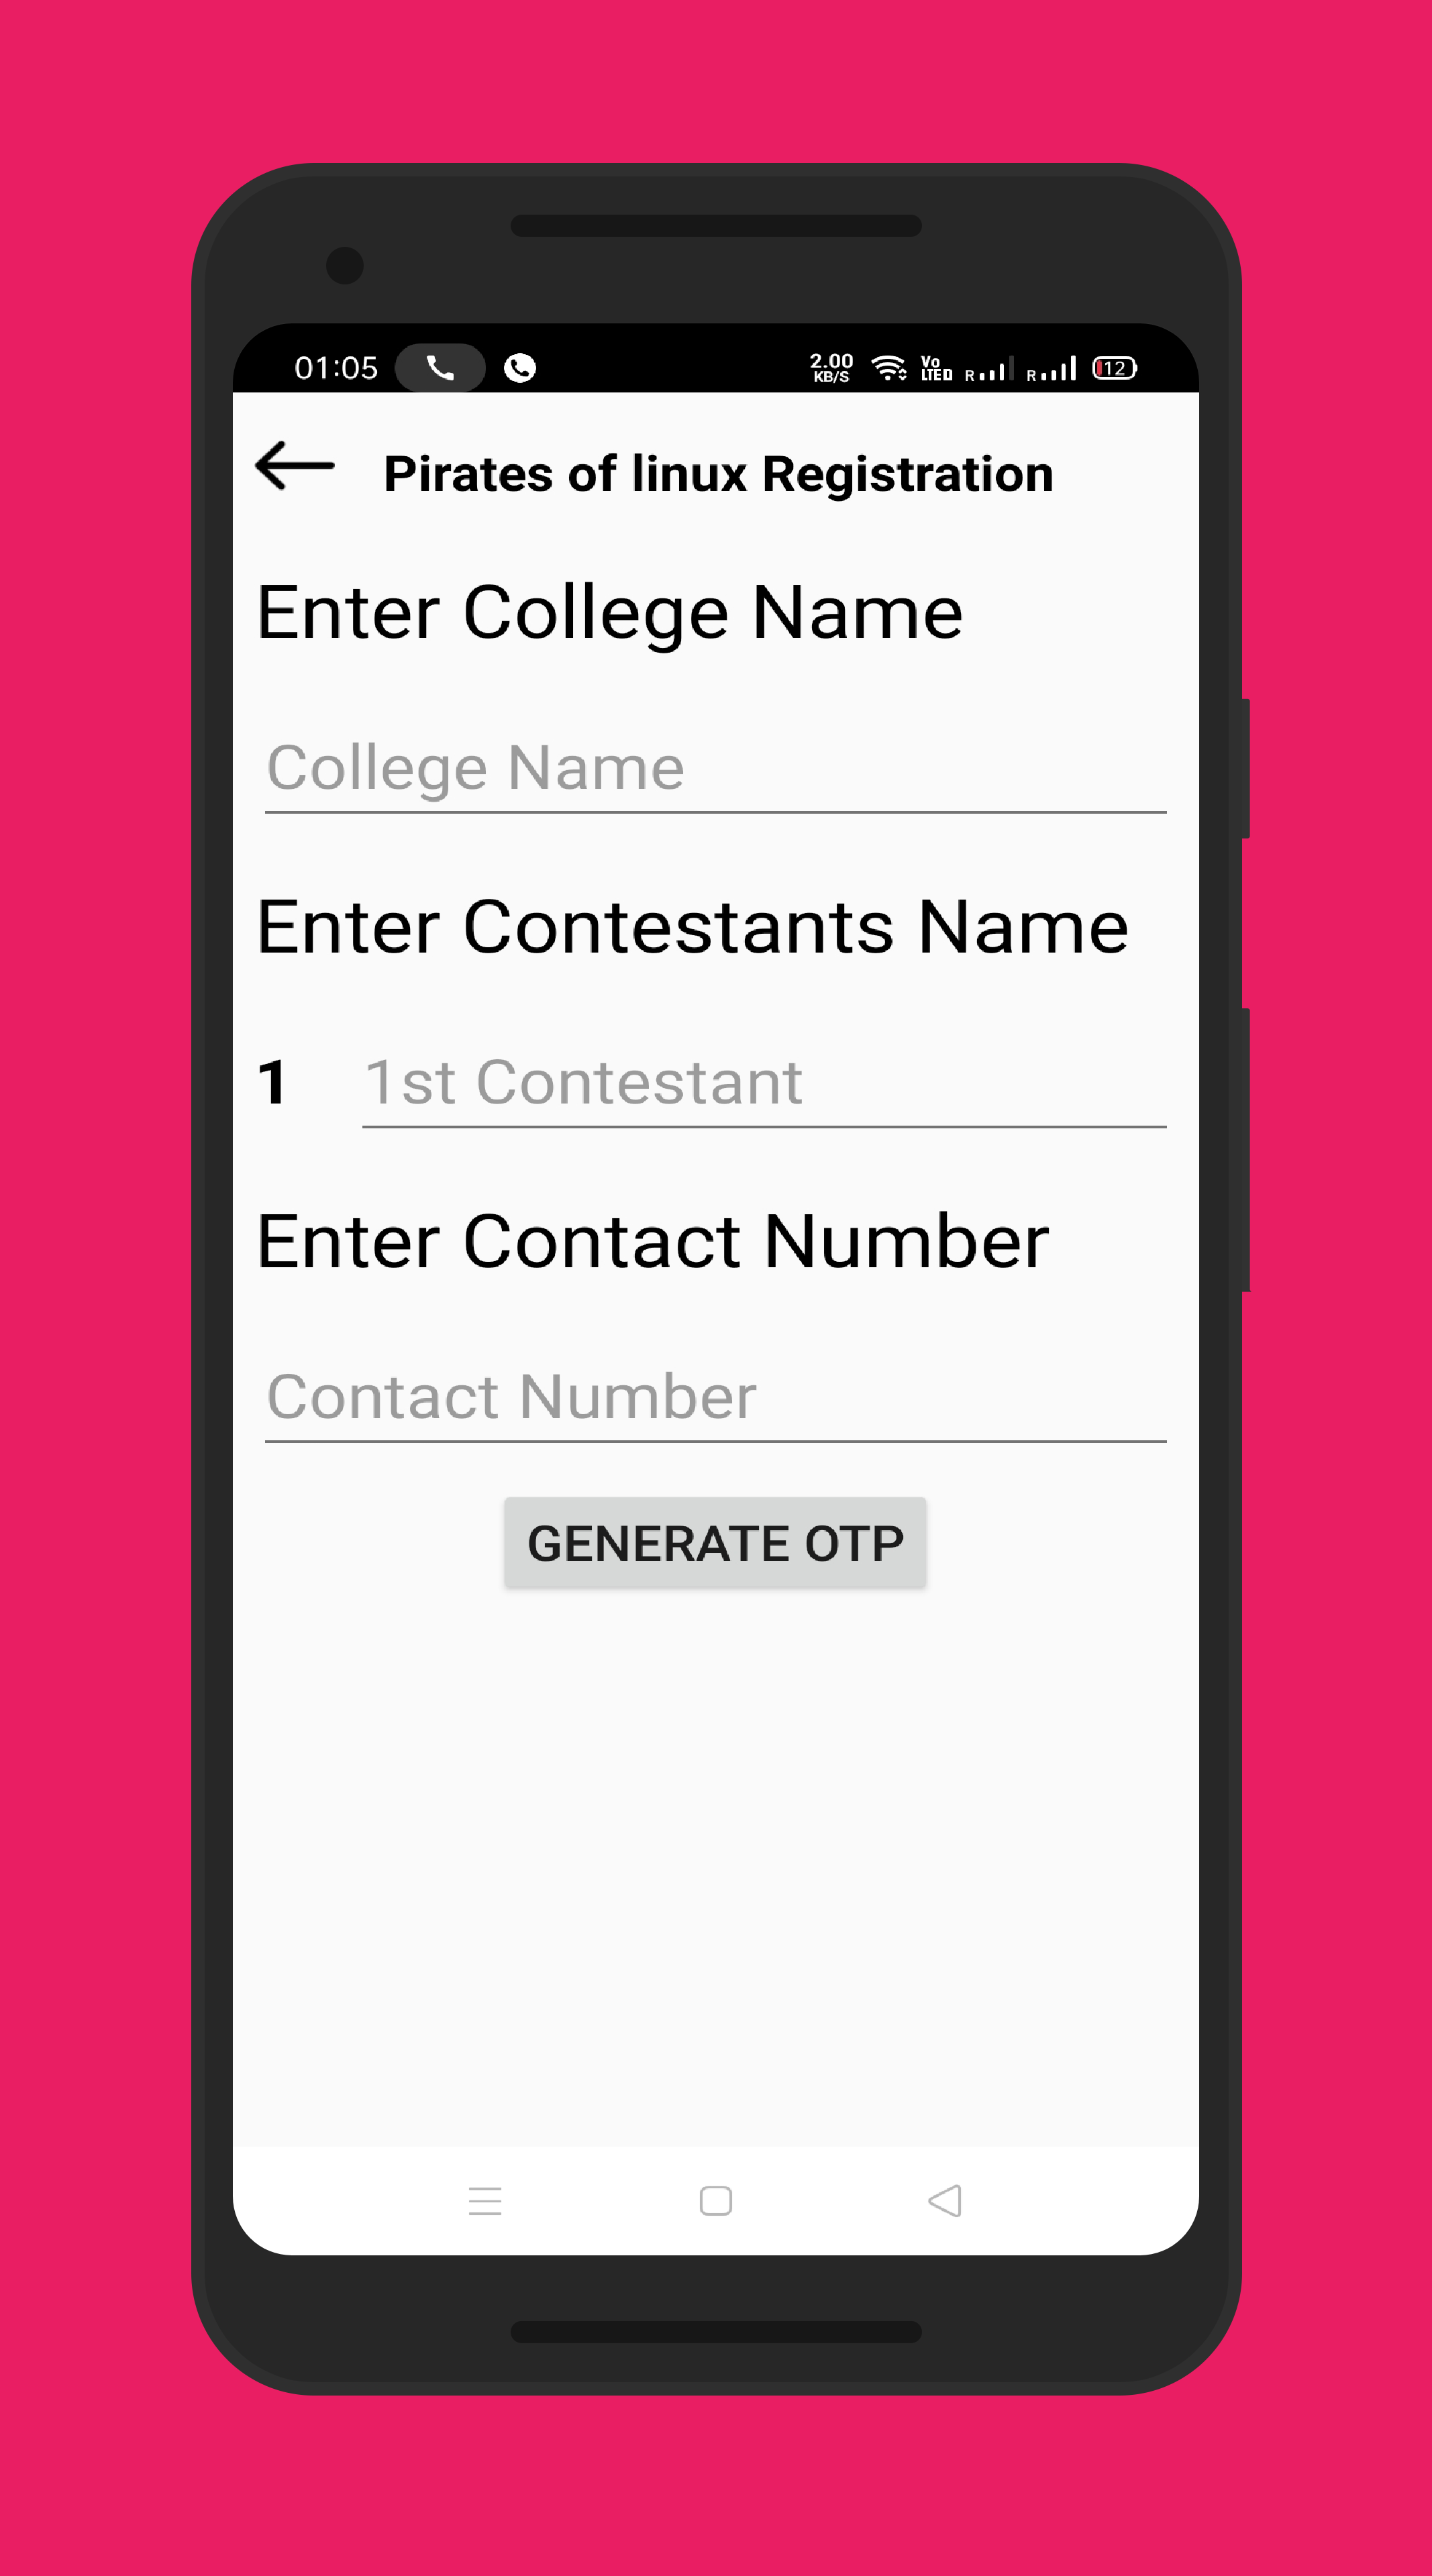 01:05 2.00 KB/S Vo LTE D R R 12
Pirates of linux Registration
Enter College Name
College Name
Enter Contestants Name
1 1st Contestant
Enter Contact Number
Contact Number
GENERATE OTP